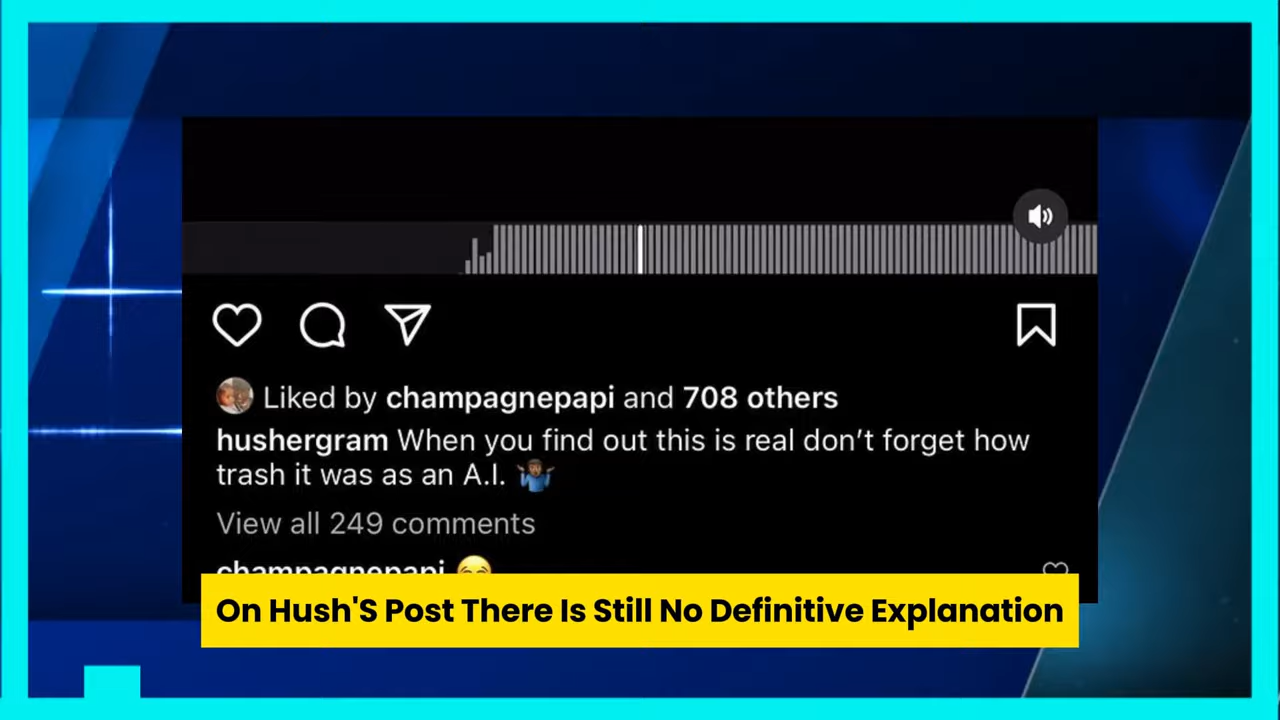 Liked by champagnepapi and 708 others
hushergram When you find out this is real don’t forget how
trash it was as an A.I. 🤷🏾‍♂️
View all 249 comments
champagnepapi 😂
On Hush'S Post There Is Still No Definitive Explanation